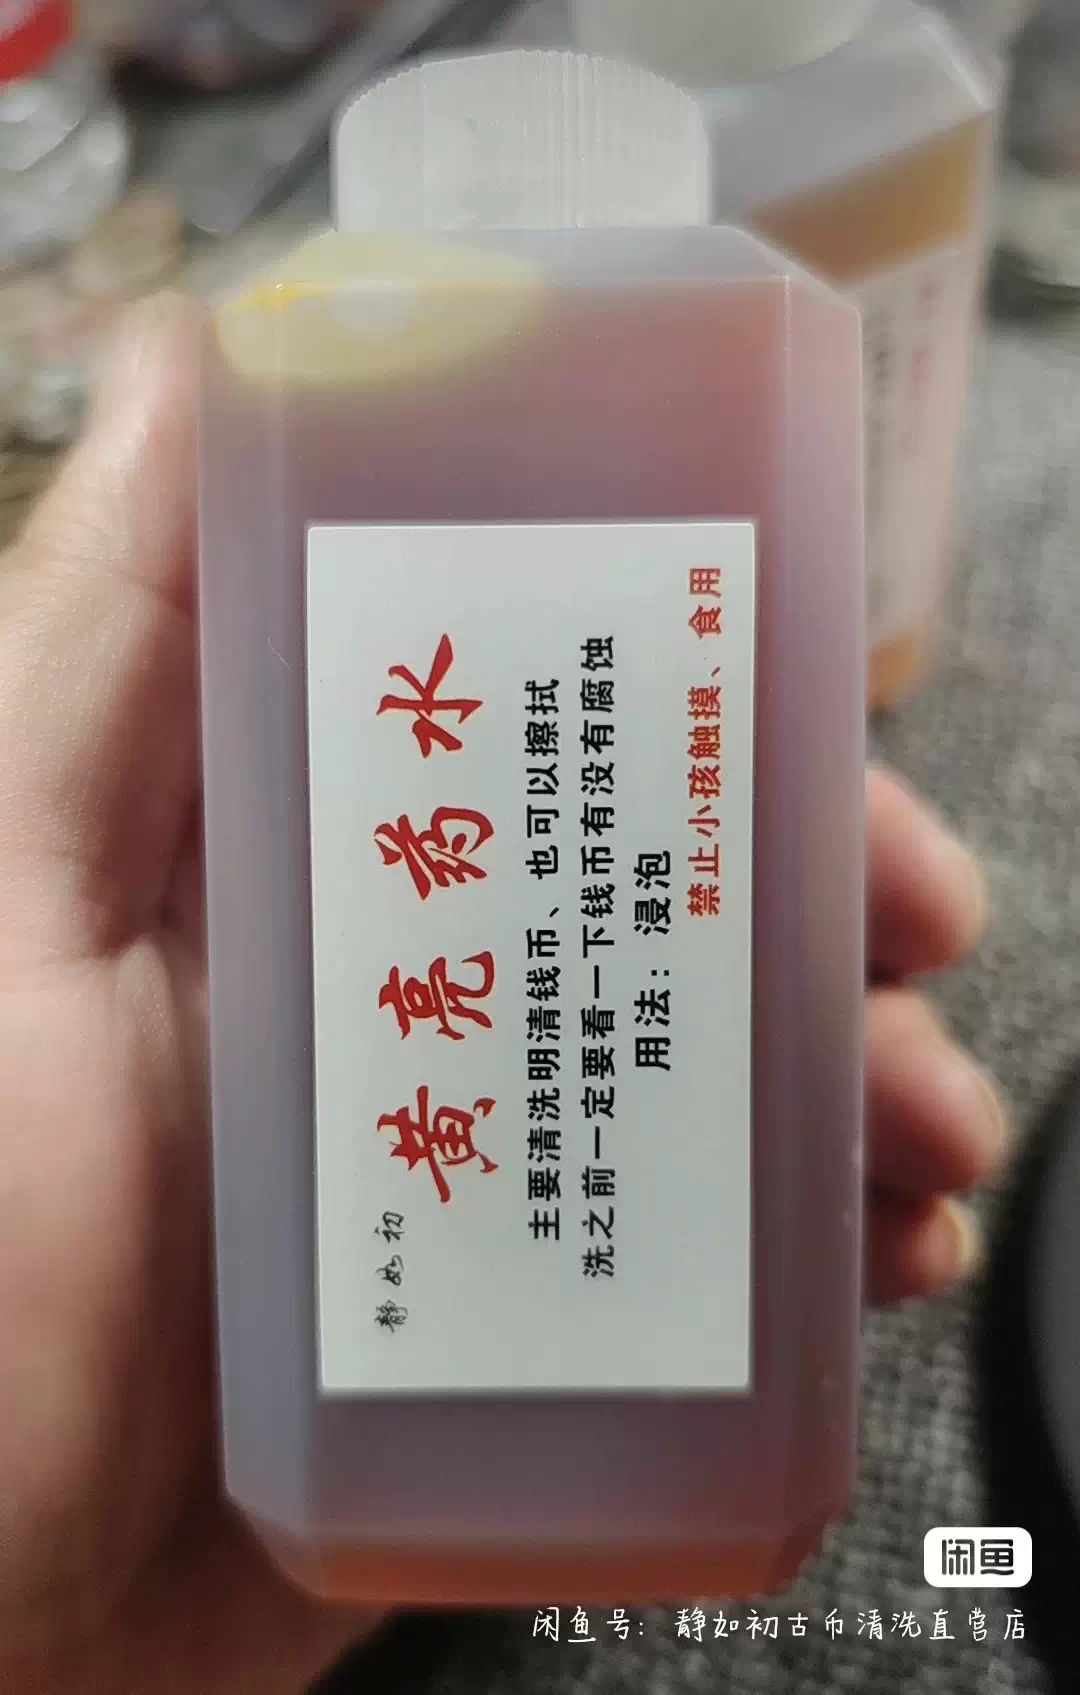 静如初
黄亮药水
主要清洗明清钱币、也可以擦拭
洗之前一定要看一下钱币有没有腐蚀
用法：浸泡
禁止小孩触摸、食用
闲鱼
闲鱼号：静如初古币清洗直营店